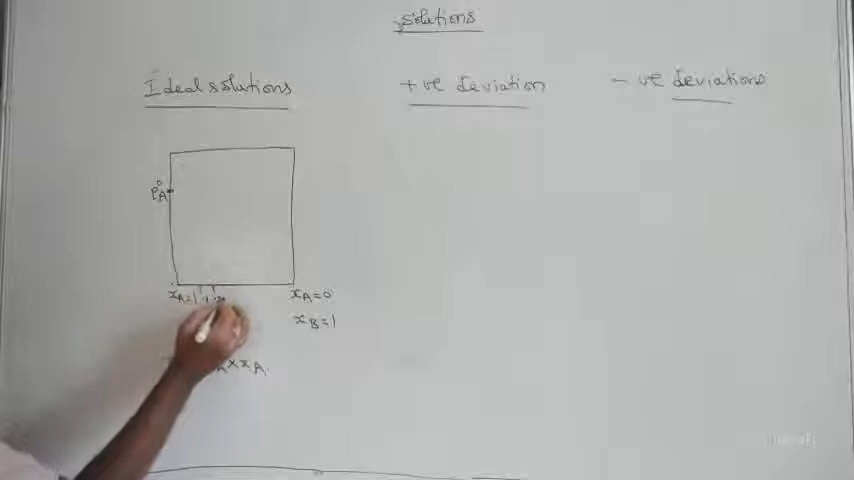 solutions
Ideal solutions
+ve deviation
- ve deviations
P°A
xA=1
xA=0
xB=1
A × xA